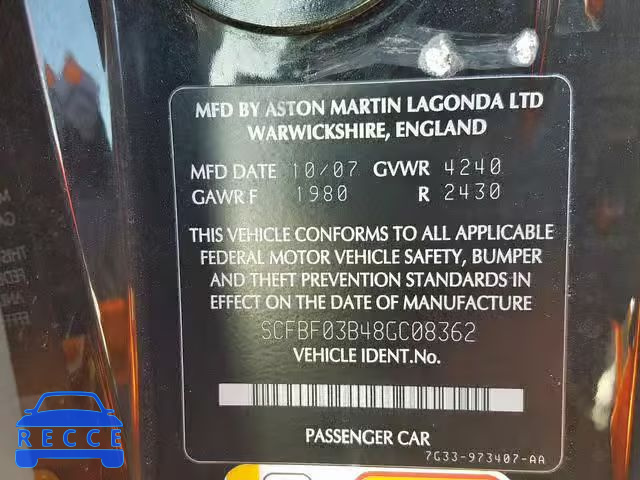 MFD BY ASTON MARTIN LAGONDA LTD
WARWICKSHIRE, ENGLAND
MFD DATE 10/07 GVWR 4240
GAWR F 1980 R 2430
THIS VEHICLE CONFORMS TO ALL APPLICABLE
FEDERAL MOTOR VEHICLE SAFETY, BUMPER
AND THEFT PREVENTION STANDARDS IN
EFFECT ON THE DATE OF MANUFACTURE
SCFBF03B48GC08362
VEHICLE IDENT.No.
PASSENGER CAR
7G33-973407-AA
RECCE